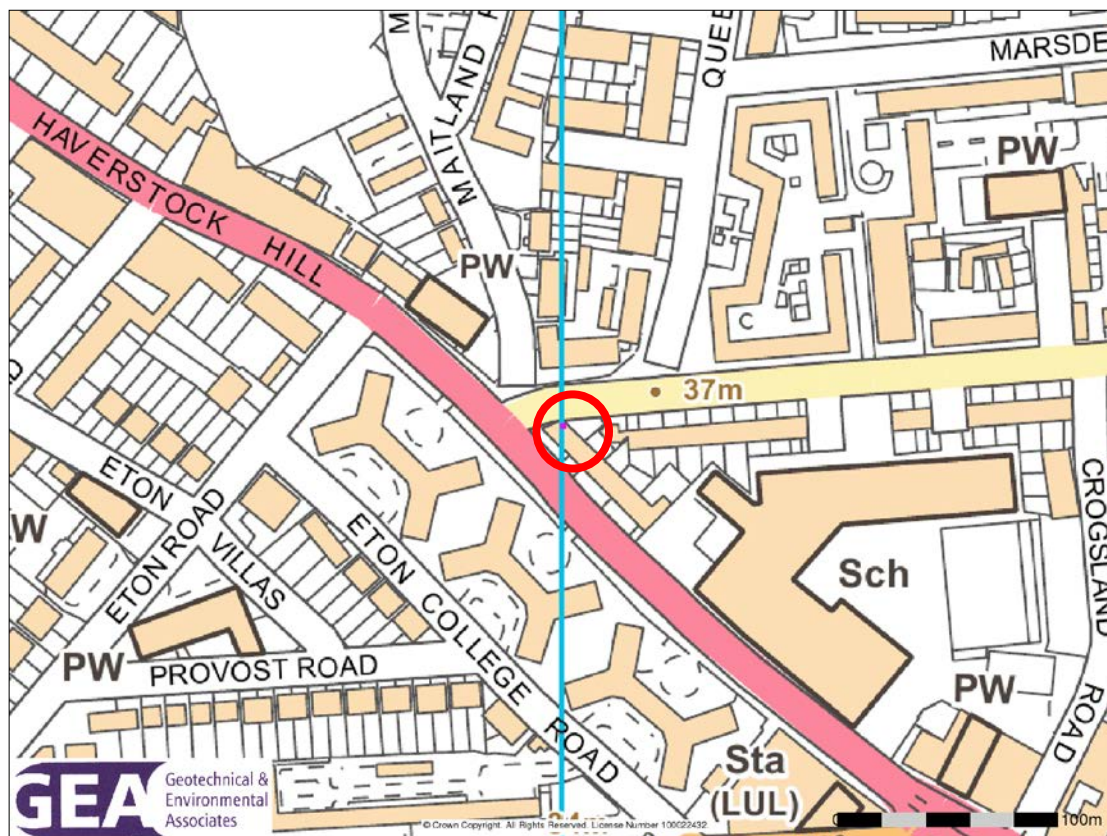 MARSDE
QUEE
MAITLAND P
M
PW
HAVERSTOCK HILL
PW
C
37m
ETON VILLAS
ETON ROAD
W
ETON COLLEGE ROAD
Sch
CROGSLAND ROAD
PW
PROVOST ROAD
PW
Sta
(LUL)
GEA
Geotechnical &
Environmental
Associates
© Crown Copyright. All Rights Reserved. License Number 100022432.
0
100m